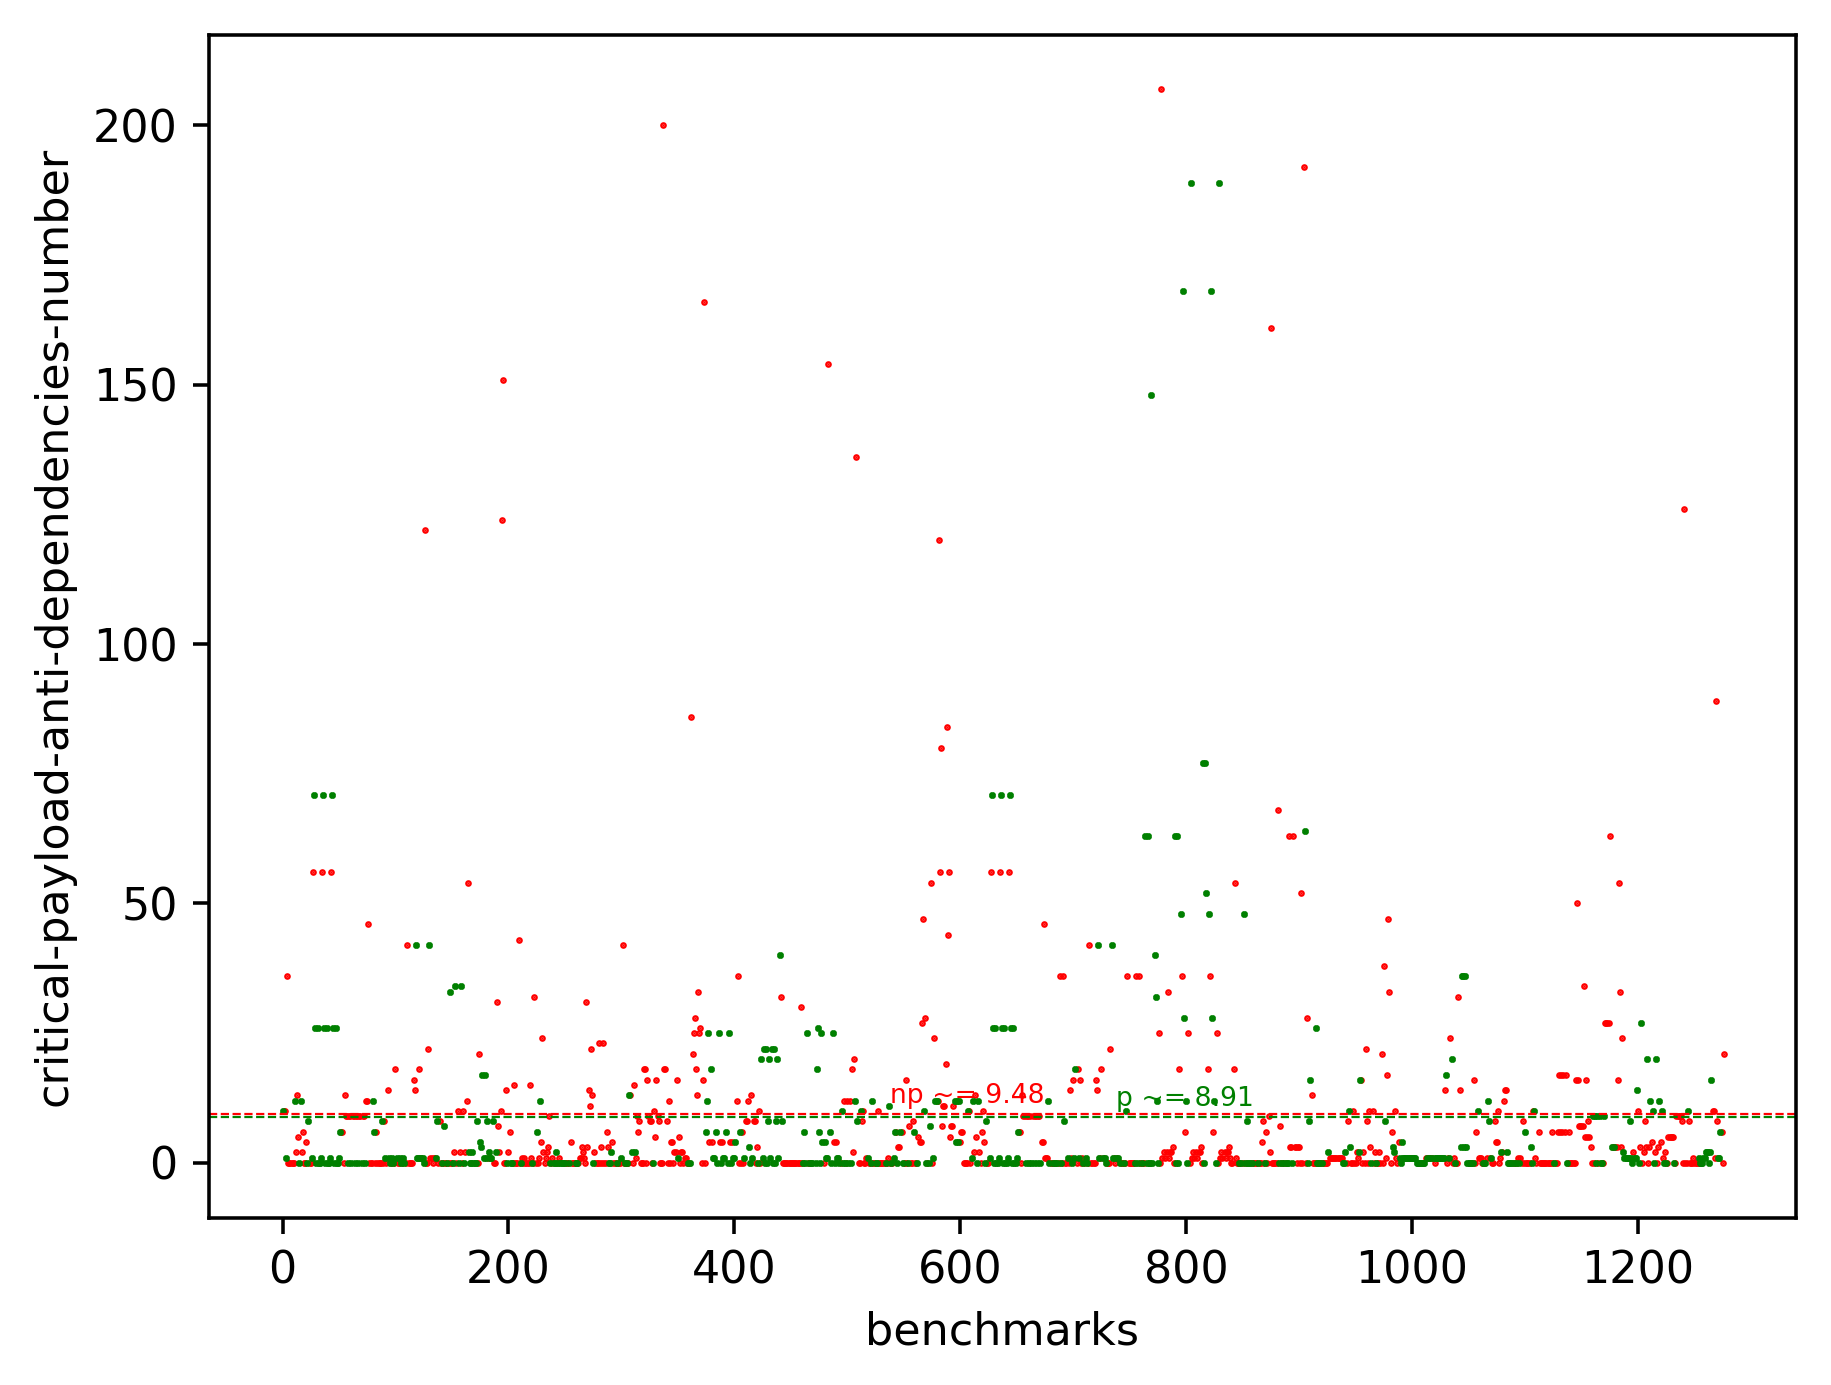 critical-payload-anti-dependencies-number
200
150
100
50
0
np ~= 9.48
p ~= 8.91
0 200 400 600 800 1000 1200
benchmarks